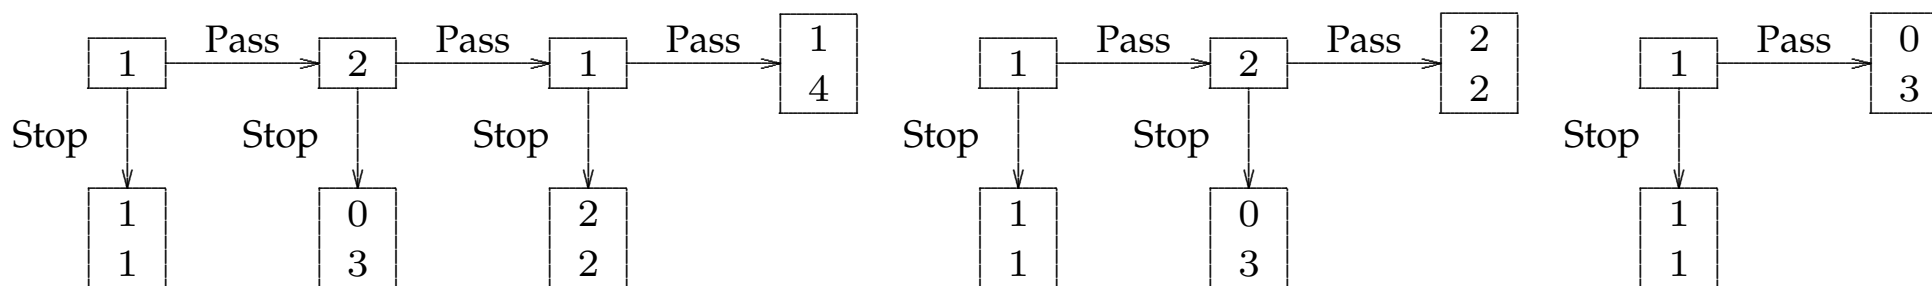 1 Pass 2 Pass 1 Pass 1
4
Stop Stop Stop
1 0 2
1 3 2
1 Pass 2 Pass 2
2
Stop Stop
1 0
1 3
1 Pass 0
3
Stop
1
1